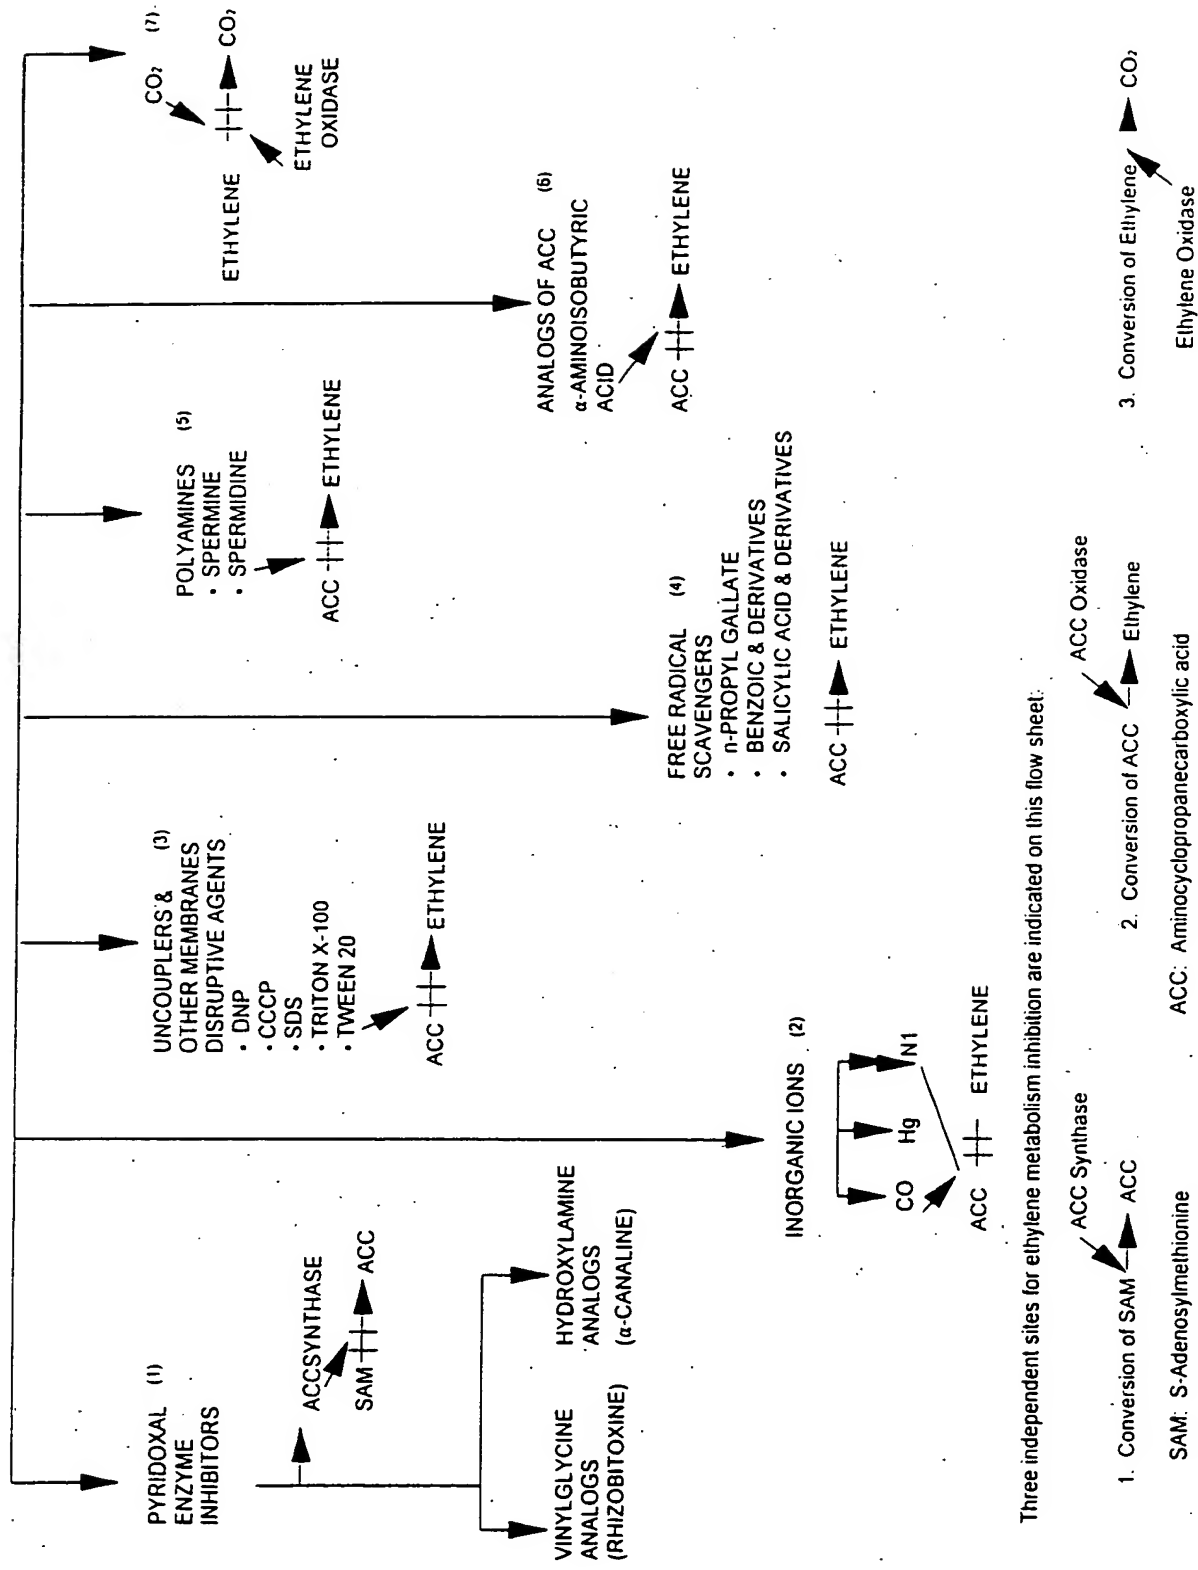 PYRIDOXAL (1)
ENZYME
INHIBITORS
ACCSYNTHASE
SAM ACC
VINYLGLYCINE
ANALOGS
(RHIZOBITOXINE)
HYDROXYLAMINE
ANALOGS
(α-CANALINE)
INORGANIC IONS (2)
CO Hg N1
ACC ETHYLENE
UNCOUPLERS & (3)
OTHER MEMBRANES
DISRUPTIVE AGENTS
• DNP
• CCCP
• SDS
• TRITON X-100
• TWEEN 20
ACC ETHYLENE
FREE RADICAL (4)
SCAVENGERS
• n-PROPYL GALLATE
• BENZOIC & DERIVATIVES
• SALICYLIC ACID & DERIVATIVES
ACC ETHYLENE
POLYAMINES (5)
• SPERMINE
• SPERMIDINE
ACC ETHYLENE
ANALOGS OF ACC (6)
α-AMINOISOBUTYRIC
ACID
ACC ETHYLENE
(7)
CO₂
ETHYLENE CO₂
ETHYLENE
OXIDASE
Three independent sites for ethylene metabolism inhibition are indicated on this flow sheet:
ACC Synthase
1. Conversion of SAM ACC
ACC Oxidase
2. Conversion of ACC Ethylene
3. Conversion of Ethylene CO₂
Ethylene Oxidase
SAM: S-Adenosylmethionine
ACC: Aminocyclopropanecarboxylic acid